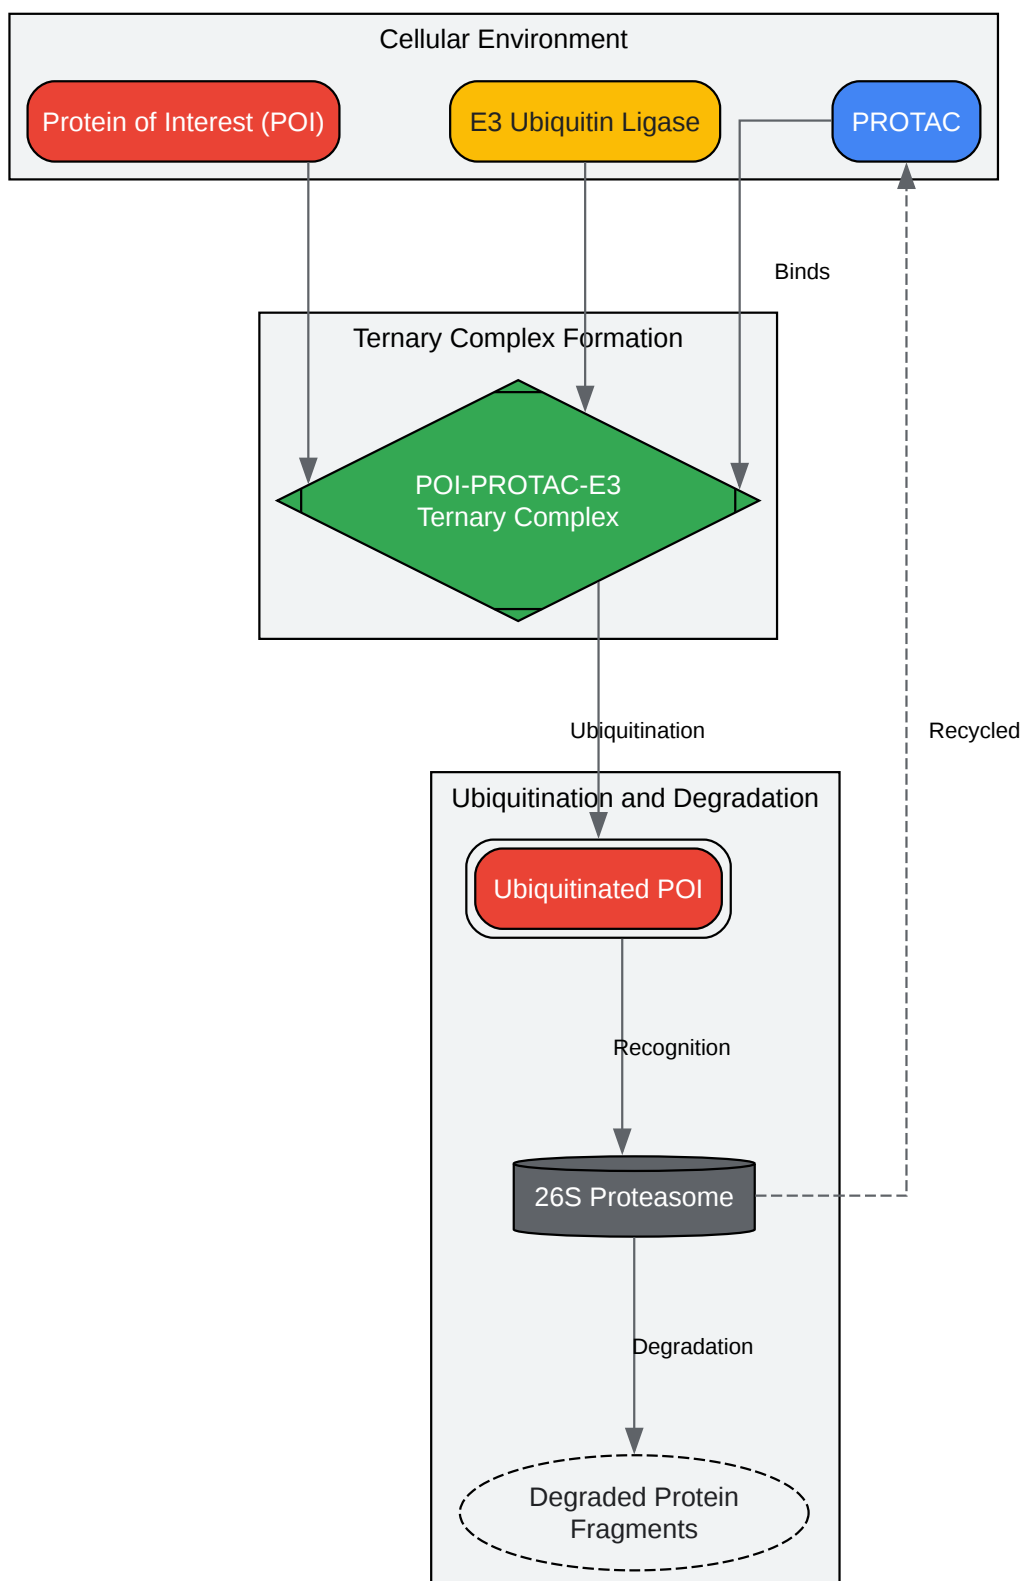 Cellular Environment
Protein of Interest (POI)
E3 Ubiquitin Ligase
PROTAC
Binds
Ternary Complex Formation
POI-PROTAC-E3
Ternary Complex
Ubiquitination
Recycled
Ubiquitination and Degradation
Ubiquitinated POI
Recognition
26S Proteasome
Degradation
Degraded Protein
Fragments